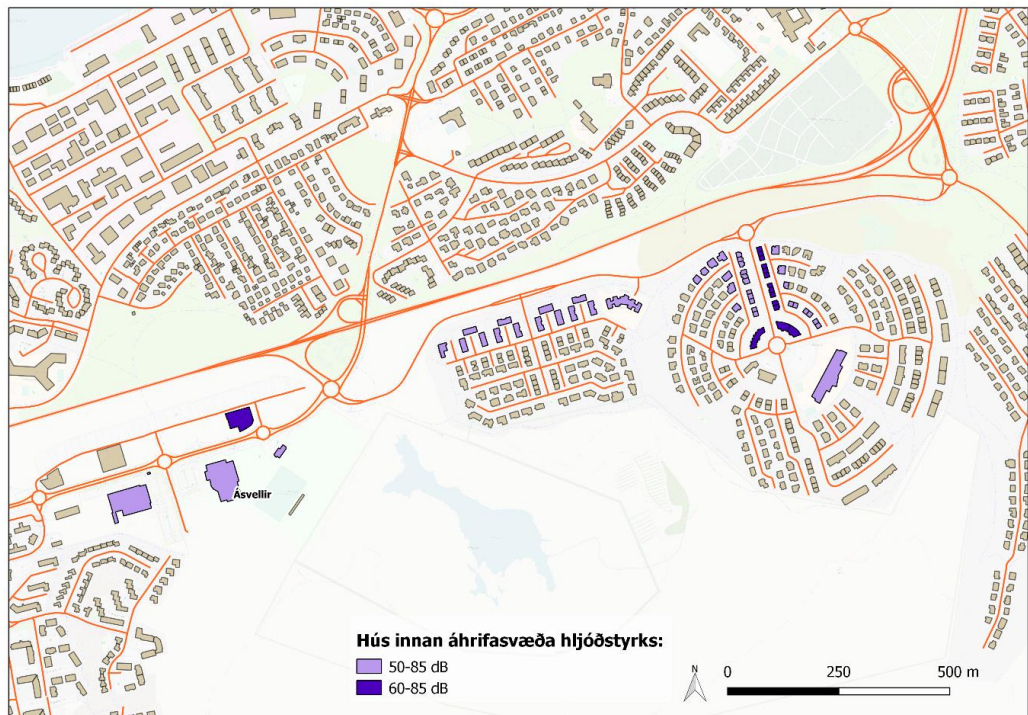 Ásvellir
Hús innan áhrifasvæða hljóðstyrks:
50-85 dB
60-85 dB
N
0 250 500 m